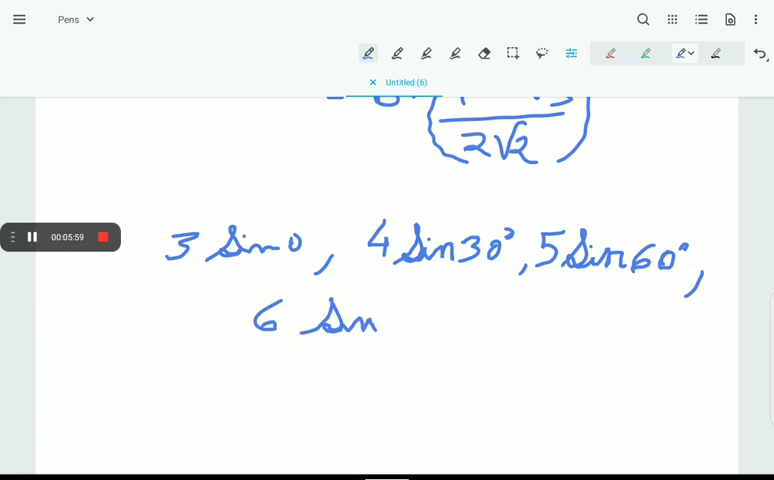 Pens
Untitled (6)
2√2
00:05:59
3 sin 0, 4 sin 30°, 5 sin 60°,
6 sin